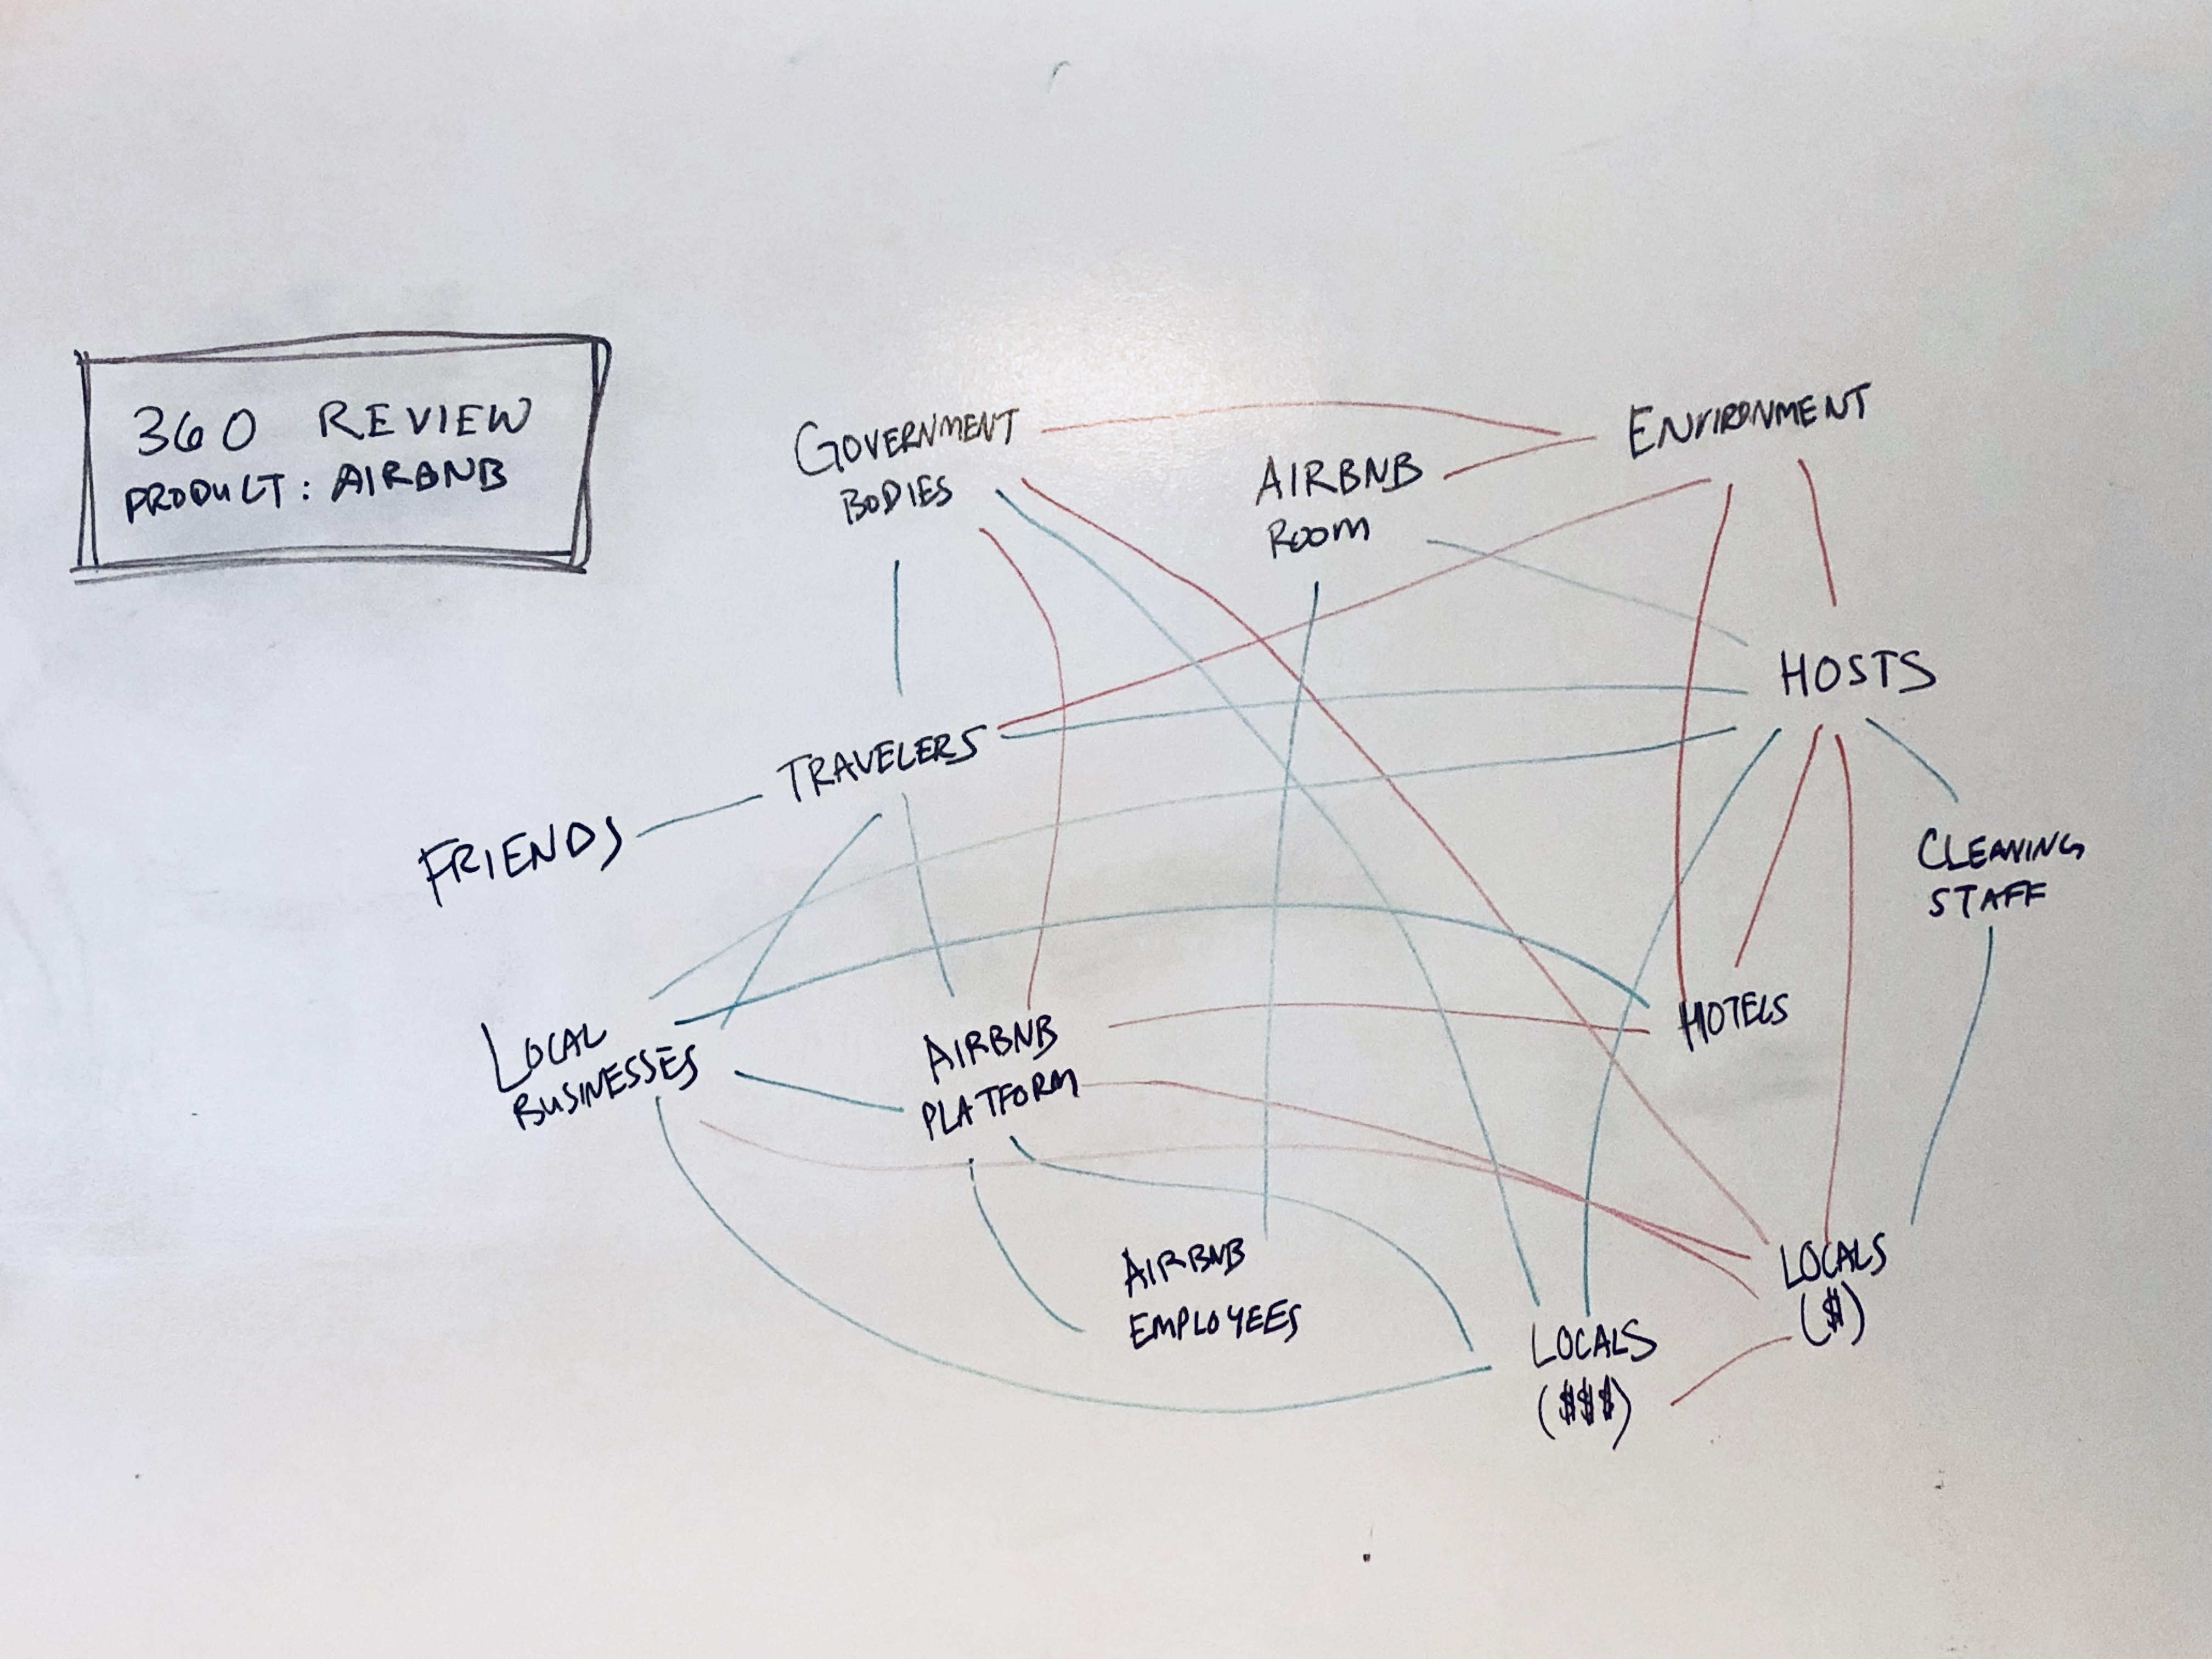 360 REVIEW
PRODUCT: AIRBNB
GOVERNMENT
BODIES
AIRBNB
ROOM
ENVIRONMENT
HOSTS
TRAVELERS
FRIENDS
CLEANING
STAFF
LOCAL
BUSINESSES
AIRBNB
PLATFORM
HOTELS
AIRBNB
EMPLOYEES
LOCALS
($$$)
LOCALS
($)